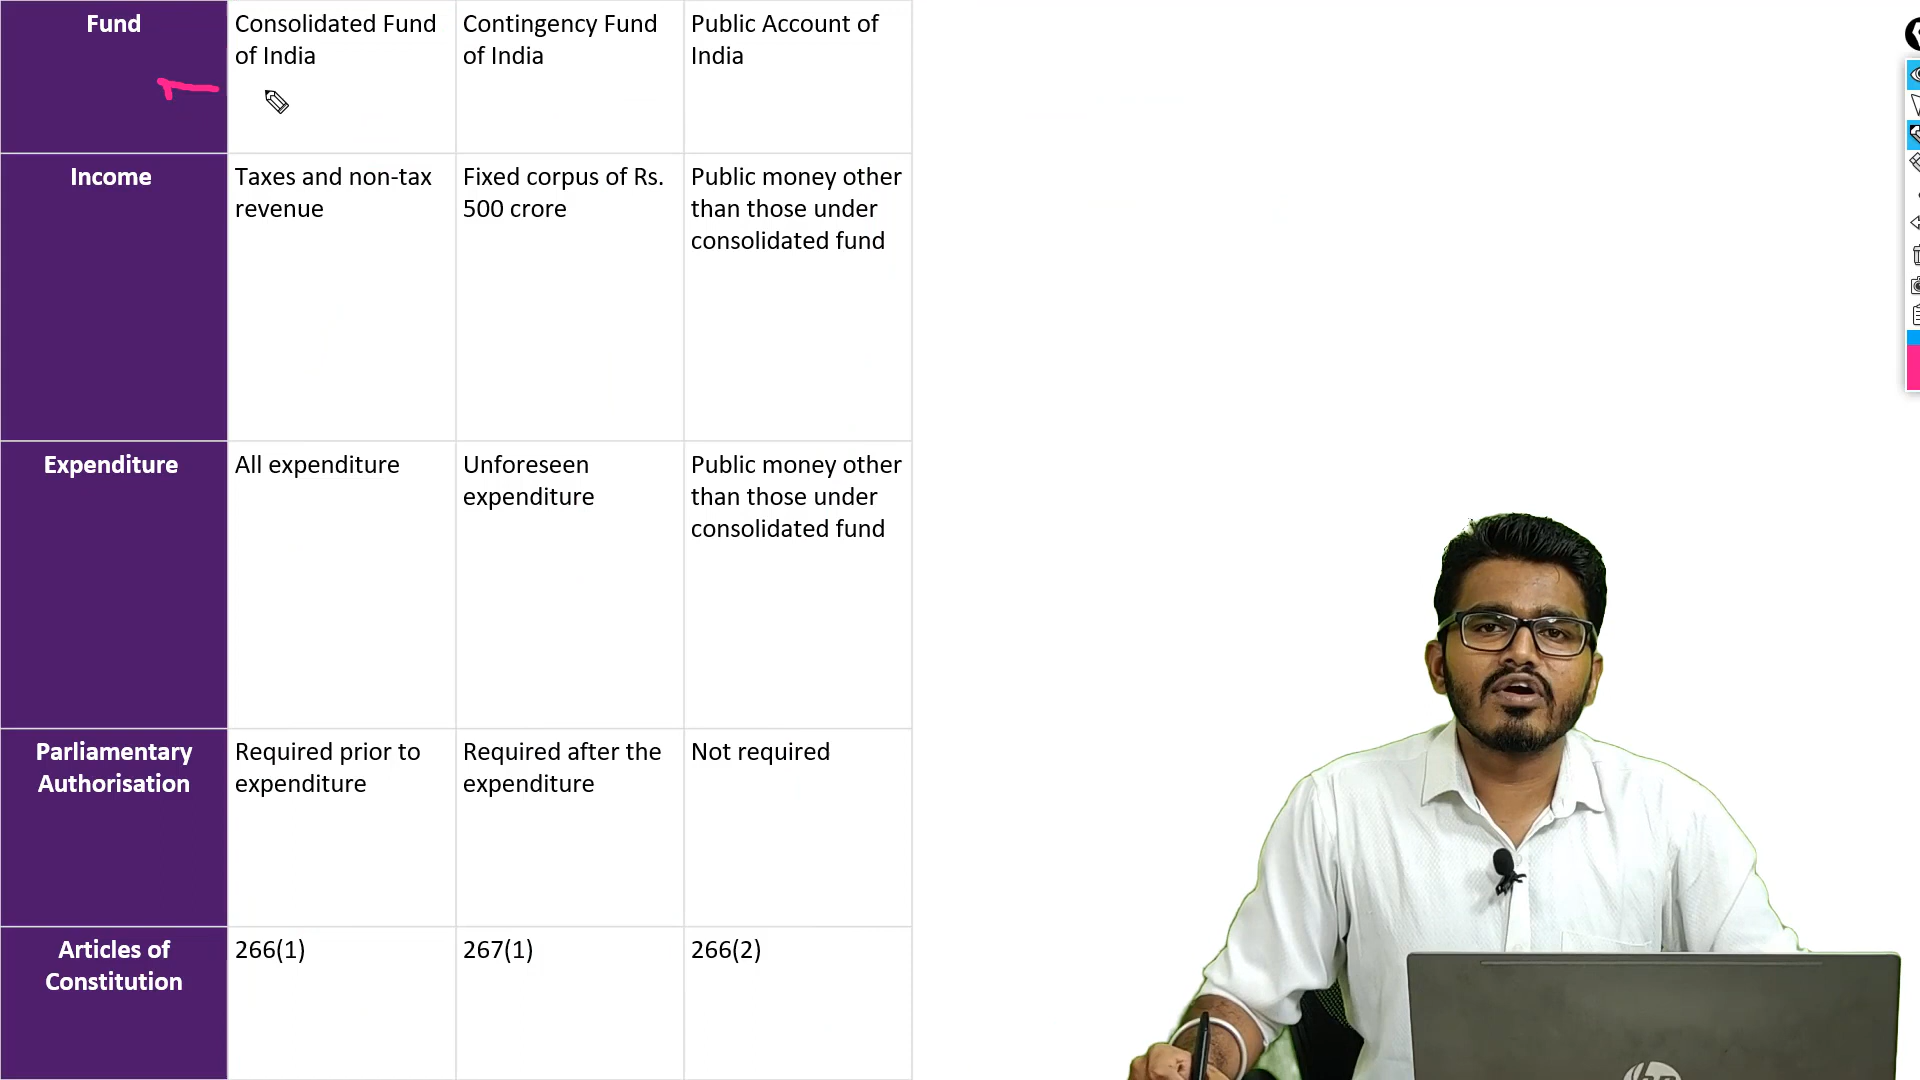 Fund
Consolidated Fund
of India
Contingency Fund
of India
Public Account of
India
Income
Taxes and non-tax
revenue
Fixed corpus of Rs.
500 crore
Public money other
than those under
consolidated fund
Expenditure
All expenditure
Unforeseen
expenditure
Public money other
than those under
consolidated fund
Parliamentary
Authorisation
Required prior to
expenditure
Required after the
expenditure
Not required
Articles of
Constitution
266(1)
267(1)
266(2)
hp